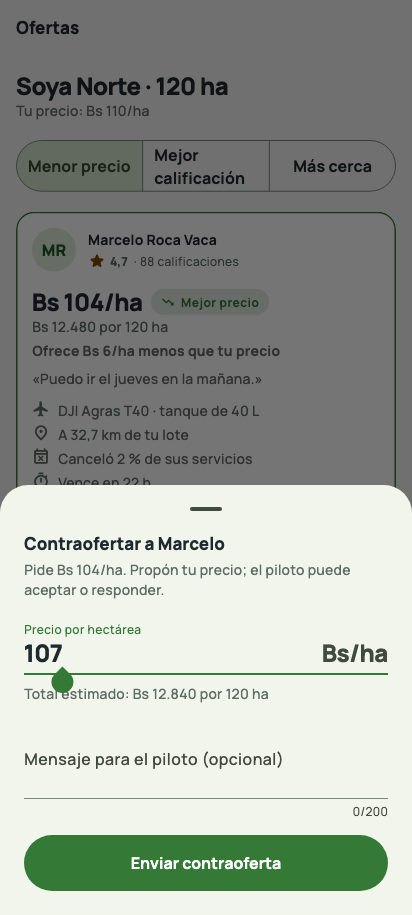 Ofertas
Soya Norte · 120 ha
Tu precio: Bs 110/ha
Menor precio
Mejor
calificación
Más cerca
MR
Marcelo Roca Vaca
4,7 · 88 calificaciones
Bs 104/ha
Mejor precio
Bs 12.480 por 120 ha
Ofrece Bs 6/ha menos que tu precio
«Puedo ir el jueves en la mañana.»
DJI Agras T40 · tanque de 40 L
A 32,7 km de tu lote
Canceló 2 % de sus servicios
Vence en 22 h
Contraofertar a Marcelo
Pide Bs 104/ha. Propón tu precio; el piloto puede
aceptar o responder.
Precio por hectárea
107 Bs/ha
Total estimado: Bs 12.840 por 120 ha
Mensaje para el piloto (opcional)
0/200
Enviar contraoferta